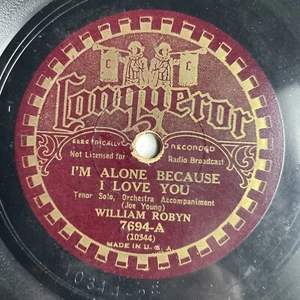 C C
Conqueror
ELECTRICALLY RECORDED
Not Licensed for Radio Broadcast
I'M ALONE BECAUSE
I LOVE YOU
Tenor Solo, Orchestra Accompaniment
(Joe Young)
WILLIAM ROBYN
7694-A
(10344)
MADE IN U.S.A.